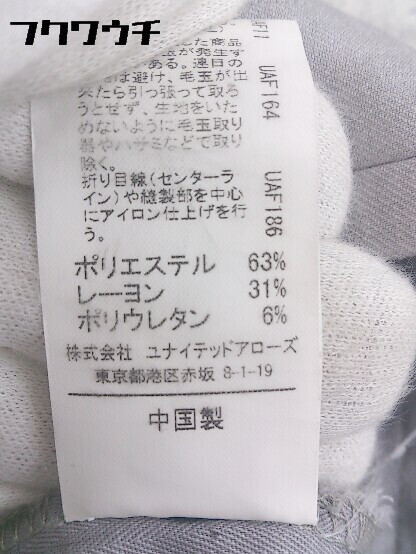 フクワウチ
した商品
が発生す
ある。連日の
は避け、毛玉が出
来たら引っ張って取る
うとせず、生地をいた
めないように毛玉取り
器やハサミなどで取り
除く。
折り目線(センターラ
イン)や縫製部を中心
にアイロン仕上げを行
う。
UAF164
UAF186
ポリエステル 63%
レーヨン 31%
ポリウレタン 6%
株式会社 ユナイテッドアローズ
東京都港区赤坂 8-1-19
中国製